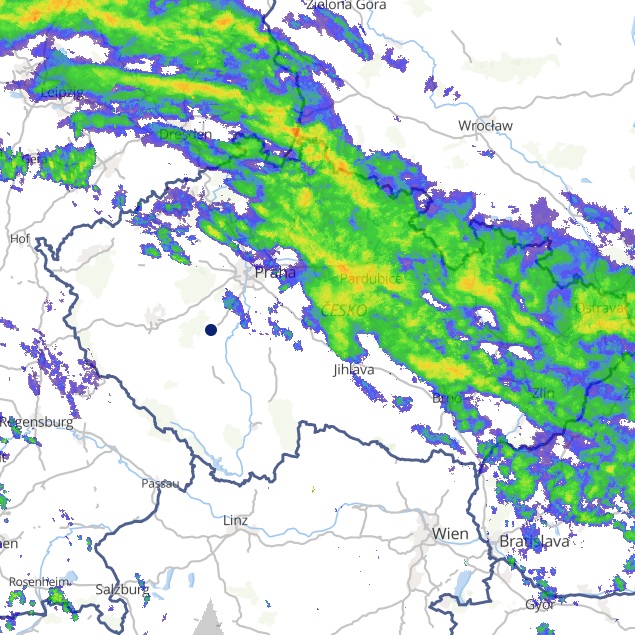 Zielona Góra
Leipzig
Wrocław
Dresden
Gera
Hof
Praha
Pardubice
ČESKO
Ostrava
Jihlava
Zlín
Brno
Regensburg
Passau
Linz
Wien
Bratislava
Rosenheim
Salzburg
Győr